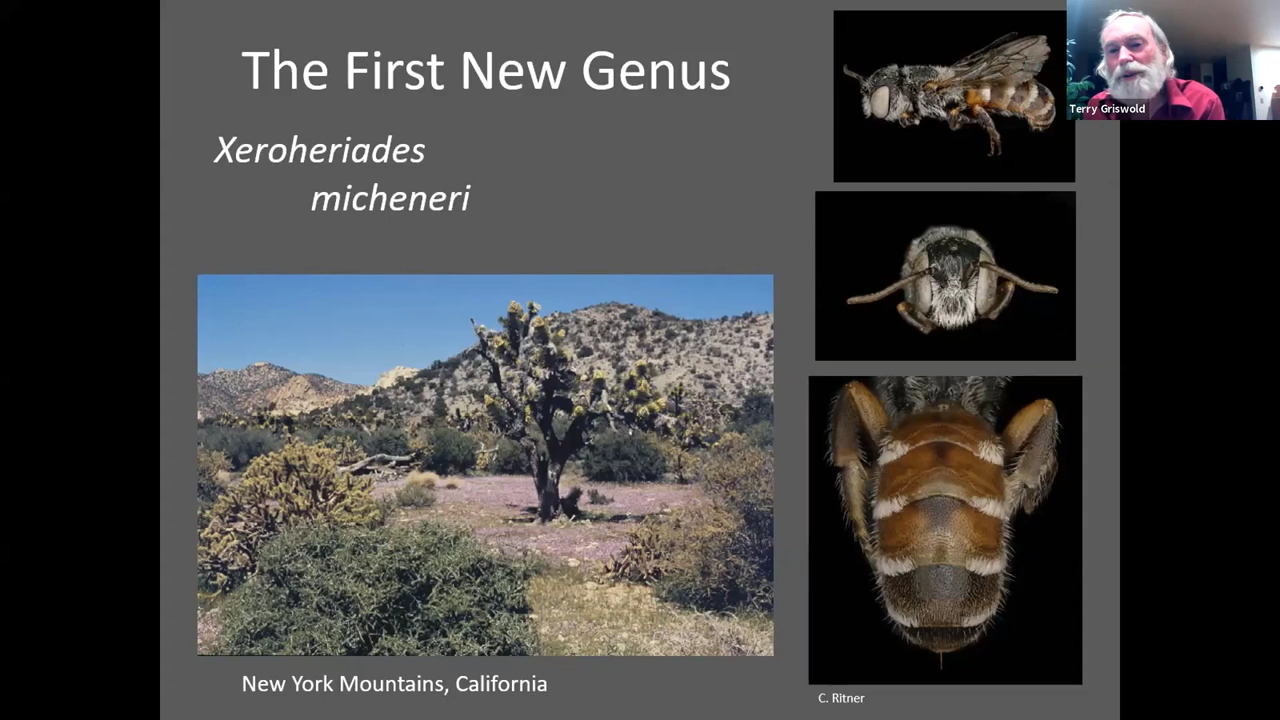 The First New Genus
Terry Griswold
Xeroheriades
micheneri
New York Mountains, California
C. Ritner